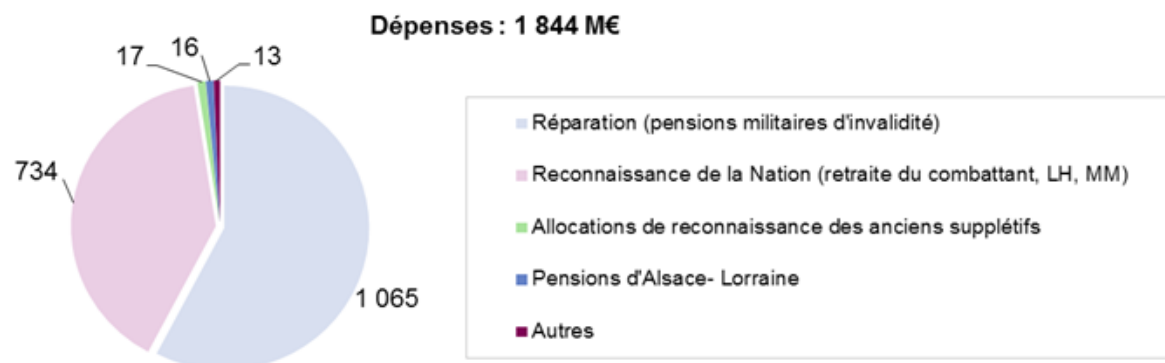 Dépenses : 1 844 M€
16
17
13
734
1 065
Réparation (pensions militaires d'invalidité)
Reconnaissance de la Nation (retraite du combattant, LH, MM)
Allocations de reconnaissance des anciens supplétifs
Pensions d'Alsace- Lorraine
Autres